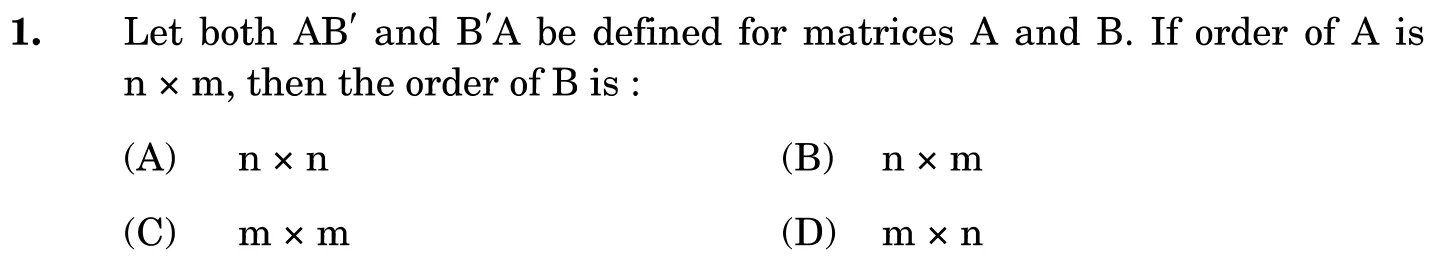 1. Let both AB′ and B′A be defined for matrices A and B. If order of A is
n × m, then the order of B is :
(A) n × n (B) n × m
(C) m × m (D) m × n